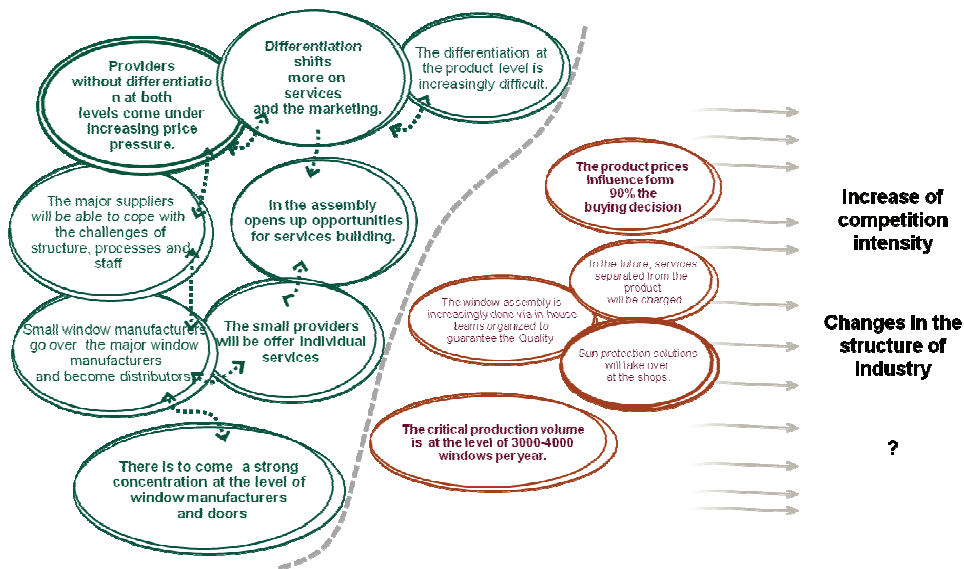 Providers
without differentiatio
n at both
levels come under
increasing price
pressure.
Differentiation
shifts
more on
services
and the marketing.
The differentiation at
the product level is
increasingly difficult.
The major suppliers
will be able to cope with
the challenges of
structure, processes and
staff
In the assembly
opens up opportunities
for services building.
Small window manufacturers
go over the major window
manufacturers
and become distributors
The small providers
will be offer individual
services
There is to come a strong
concentration at the level of
window manufacturers
and doors
The product prices
influence form
90% the
buying decision
In the future, services
separated from the
product
will be charged
The window assembly is
increasingly done via in house
teams organized to
guarantee the Quality
Sun protection solutions
will take over
at the shops.
The critical production volume
is at the level of 3000-4000
windows per year.
Increase of
competition
intensity
Changes in the
structure of
industry
?